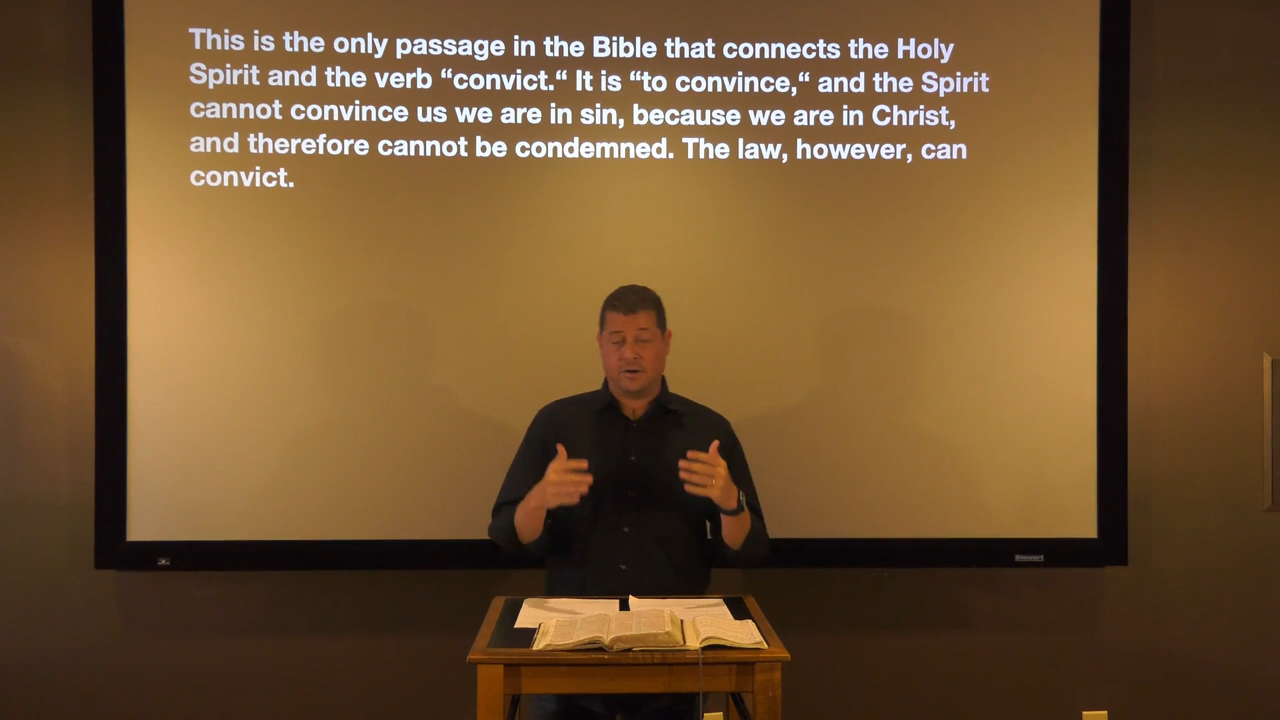 This is the only passage in the Bible that connects the Holy
Spirit and the verb “convict.“ It is “to convince,“ and the Spirit
cannot convince us we are in sin, because we are in Christ,
and therefore cannot be condemned. The law, however, can
convict.
Stewart